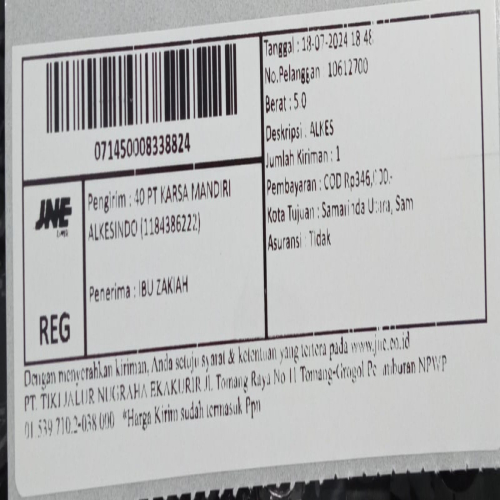 071450008338824
JNE
REG
Pengirim : 40 PT KARSA MANDIRI
ALKESINDO (1184386222)
Penerima : IBU ZAKIAH
Tanggal : 18-07-2024 18:48
No.Pelanggan 10612700
Berat : 5.0
Deskripsi : ALKES
Jumlah Kiriman : 1
Pembayaran : COD Rp346,000.-
Kota Tujuan : Samarinda Utara, Sam
Asuransi : Tidak
Dengan menyerahkan kiriman, Anda setuju syarat & ketentuan yang tertera pada www.jne.co.id
PT. TIKI JALUR NUGRAHA EKAKURIR Jl. Tomang Raya No 11 Tomang-Grogol NPWP
01.539.710.2-038.000 *Harga Kirim sudah termasuk Ppn